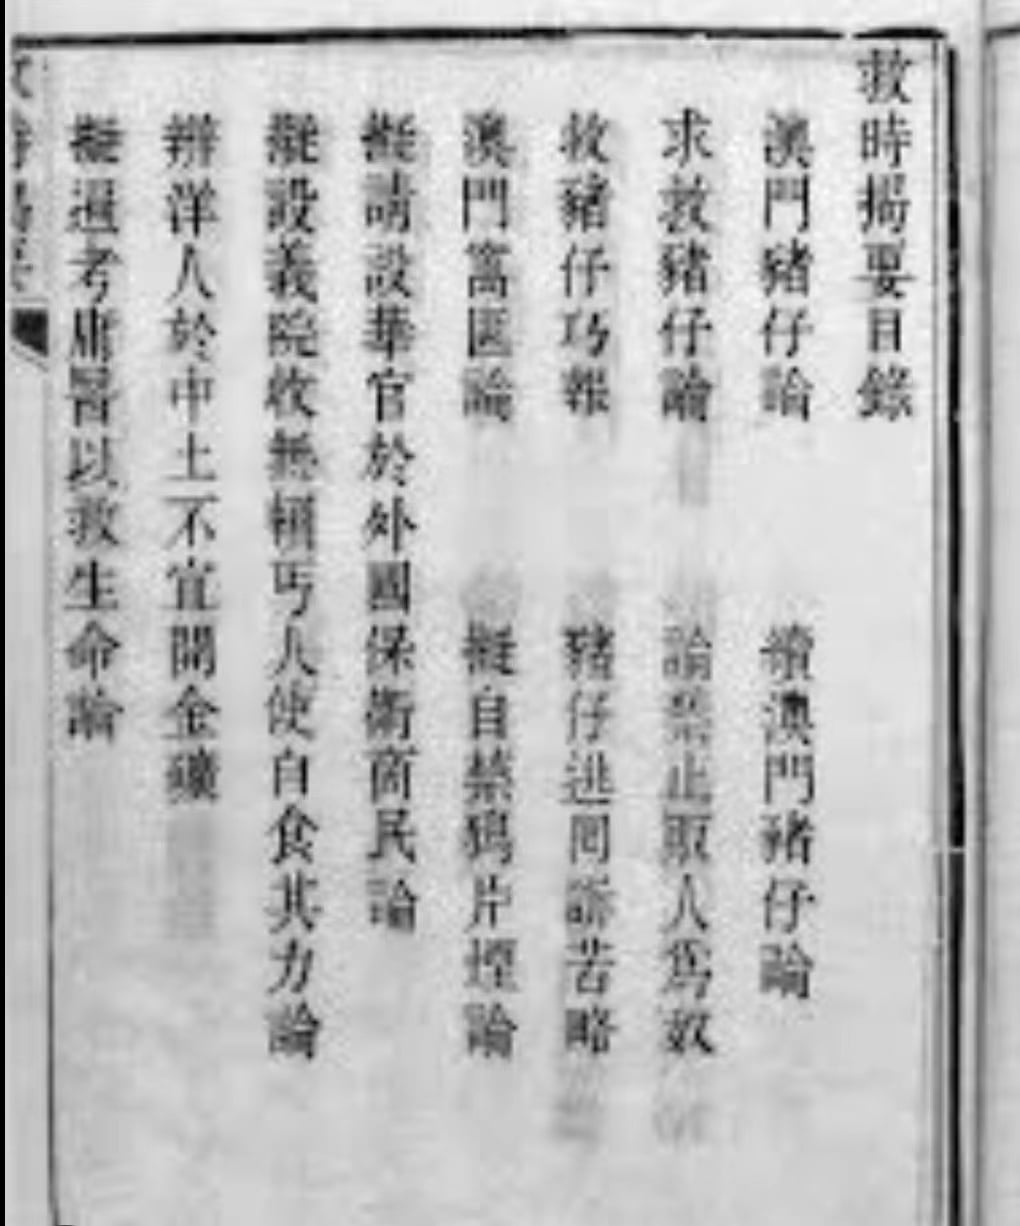 救時揭要目錄
澳門豬仔論 續澳門豬仔論
求救豬仔論 論禁止販人爲奴
救豬仔巧報 豬仔逃回訴苦略
澳門窩匪論 擬自禁鴉片煙論
擬請設華官於外國保衛商民論
擬設義院收無栖丐人使自食其力論
辨洋人於中土不宜開金礦
擬遏考庸醫以救生命論